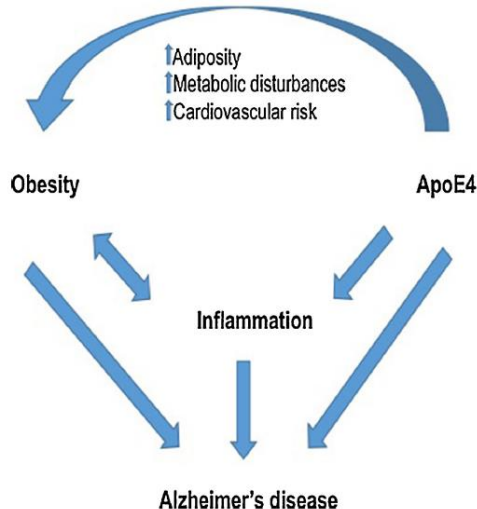 ⬆Adiposity
⬆Metabolic disturbances
⬆Cardiovascular risk
Obesity
ApoE4
Inflammation
Alzheimer's disease